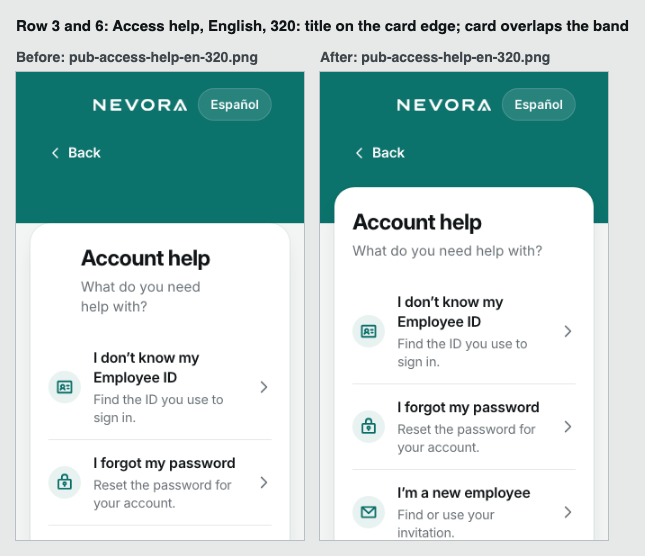 Row 3 and 6: Access help, English, 320: title on the card edge; card overlaps the band
Before: pub-access-help-en-320.png
NEVORA
Español
Back
Account help
What do you need
help with?
I don’t know my
Employee ID
Find the ID you use to
sign in.
I forgot my password
Reset the password for
your account.
After: pub-access-help-en-320.png
NEVORA
Español
Back
Account help
What do you need help with?
I don’t know my
Employee ID
Find the ID you use to
sign in.
I forgot my password
Reset the password for
your account.
I’m a new employee
Find or use your
invitation.